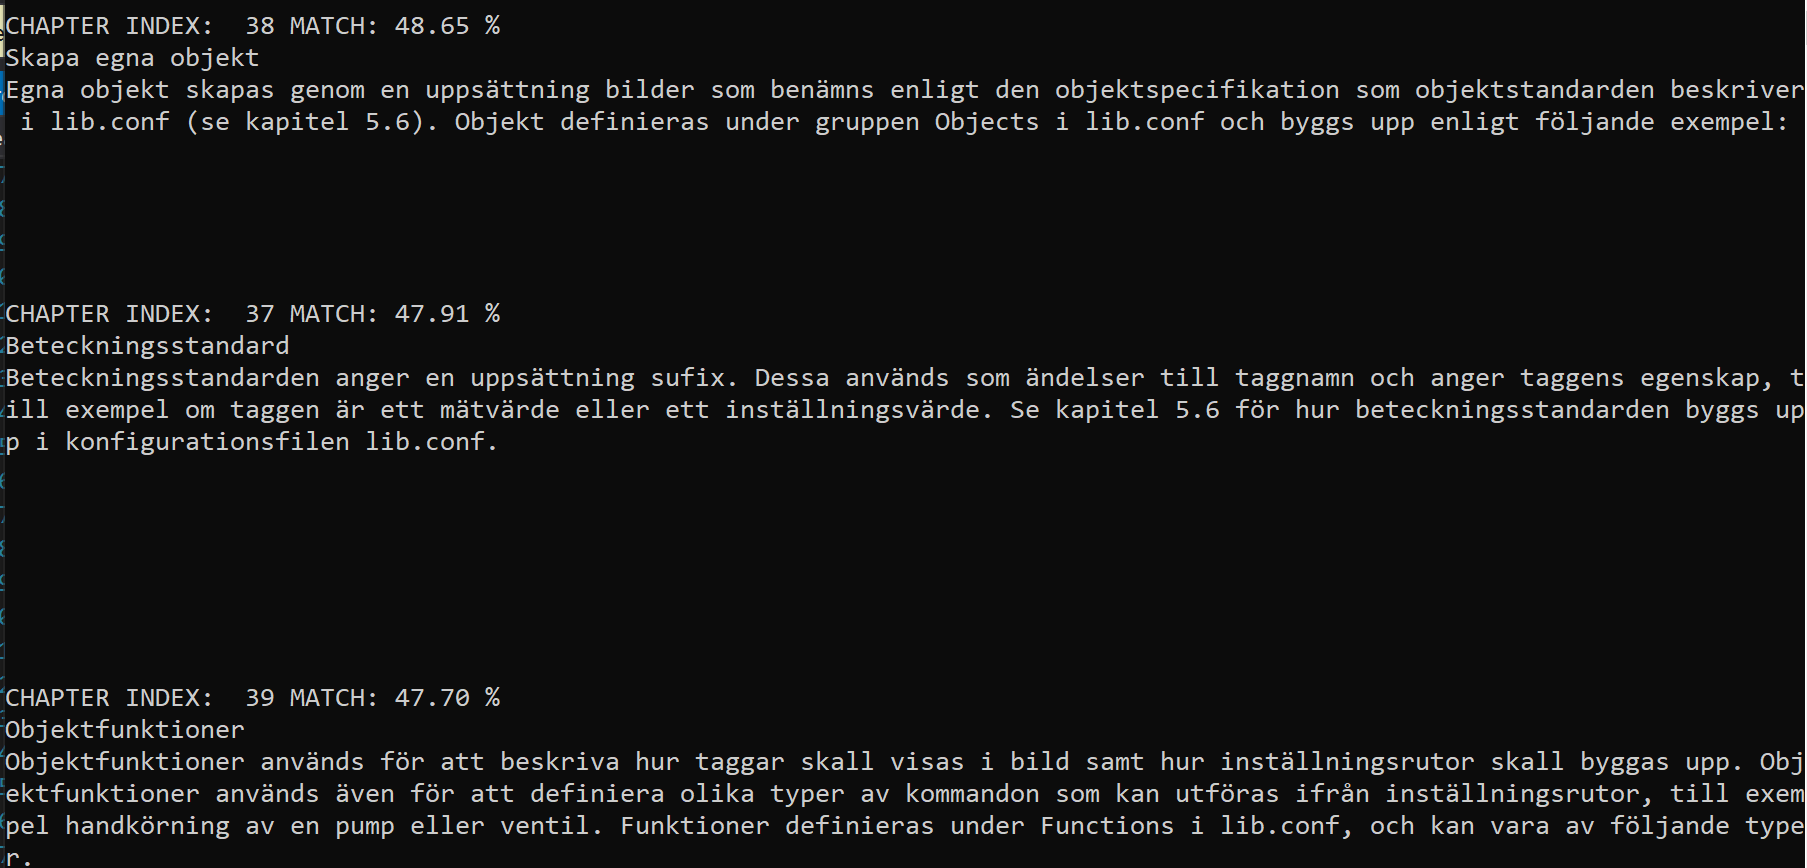 CHAPTER INDEX:  38 MATCH: 48.65 %
Skapa egna objekt
Egna objekt skapas genom en uppsättning bilder som benämns enligt den objektspecifikation som objektstandarden beskriver
 i lib.conf (se kapitel 5.6). Objekt definieras under gruppen Objects i lib.conf och byggs upp enligt följande exempel:
CHAPTER INDEX:  37 MATCH: 47.91 %
Beteckningsstandard
Beteckningsstandarden anger en uppsättning sufix. Dessa används som ändelser till taggnamn och anger taggens egenskap, t
ill exempel om taggen är ett mätvärde eller ett inställningsvärde. Se kapitel 5.6 för hur beteckningsstandarden byggs up
p i konfigurationsfilen lib.conf.
CHAPTER INDEX:  39 MATCH: 47.70 %
Objektfunktioner
Objektfunktioner används för att beskriva hur taggar skall visas i bild samt hur inställningsrutor skall byggas upp. Obj
ektfunktioner används även för att definiera olika typer av kommandon som kan utföras ifrån inställningsrutor, till exem
pel handkörning av en pump eller ventil. Funktioner definieras under Functions i lib.conf, och kan vara av följande type
r.